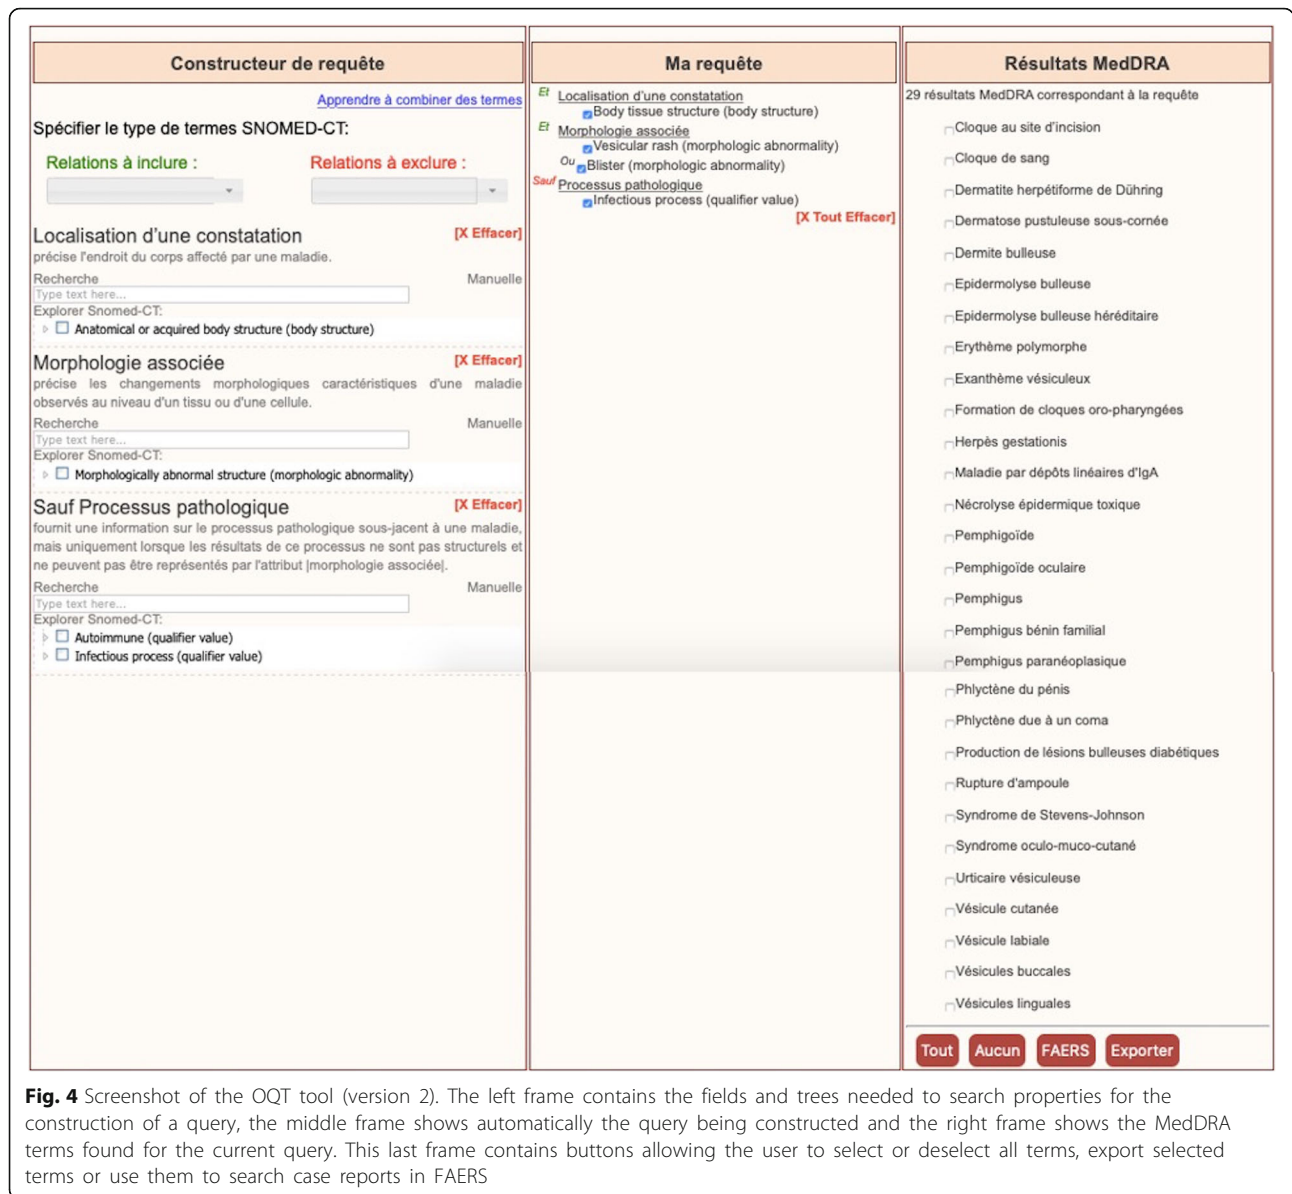 Constructeur de requête
Apprendre à combiner des termes
Spécifier le type de termes SNOMED-CT:
Relations à inclure :
Relations à exclure :
Localisation d'une constatation
[X Effacer]
précise l'endroit du corps affecté par une maladie.
Recherche
Manuelle
Type text here...
Explorer Snomed-CT:
Anatomical or acquired body structure (body structure)
Morphologie associée
[X Effacer]
précise les changements morphologiques caractéristiques d'une maladie
observés au niveau d'un tissu ou d'une cellule.
Recherche
Manuelle
Type text here...
Explorer Snomed-CT:
Morphologically abnormal structure (morphologic abnormality)
Sauf Processus pathologique
[X Effacer]
fournit une information sur le processus pathologique sous-jacent à une maladie,
mais uniquement lorsque les résultats de ce processus ne sont pas structurels et
ne peuvent pas être représentés par l'attribut |morphologie associée|.
Recherche
Manuelle
Type text here...
Explorer Snomed-CT:
Autoimmune (qualifier value)
Infectious process (qualifier value)
Ma requête
Et Localisation d'une constatation
Body tissue structure (body structure)
Et Morphologie associée
Vesicular rash (morphologic abnormality)
Ou Blister (morphologic abnormality)
Sauf Processus pathologique
Infectious process (qualifier value)
[X Tout Effacer]
Résultats MedDRA
29 résultats MedDRA correspondant à la requête
Cloque au site d'incision
Cloque de sang
Dermatite herpétiforme de Dühring
Dermatose pustuleuse sous-cornée
Dermite bulleuse
Epidermolyse bulleuse
Epidermolyse bulleuse héréditaire
Erythème polymorphe
Exanthème vésiculeux
Formation de cloques oro-pharyngées
Herpès gestationis
Maladie par dépôts linéaires d'IgA
Nécrolyse épidermique toxique
Pemphigoïde
Pemphigoïde oculaire
Pemphigus
Pemphigus bénin familial
Pemphigus paranéoplasique
Phlyctène du pénis
Phlyctène due à un coma
Production de lésions bulleuses diabétiques
Rupture d'ampoule
Syndrome de Stevens-Johnson
Syndrome oculo-muco-cutané
Urticaire vésiculeuse
Vésicule cutanée
Vésicule labiale
Vésicules buccales
Vésicules linguales
Tout Aucun FAERS Exporter
Fig. 4 Screenshot of the OQT tool (version 2). The left frame contains the fields and trees needed to search properties for the
construction of a query, the middle frame shows automatically the query being constructed and the right frame shows the MedDRA
terms found for the current query. This last frame contains buttons allowing the user to select or deselect all terms, export selected
terms or use them to search case reports in FAERS